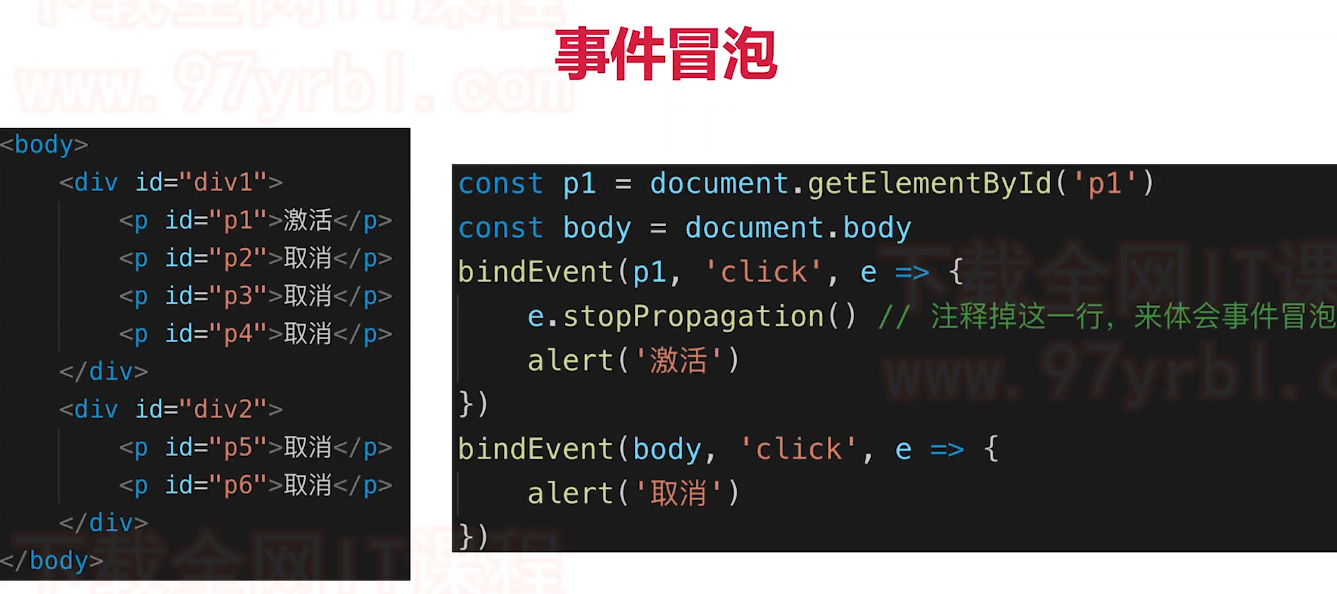 下载全网IT课程
www.97yrbl.com
事件冒泡
<body>
<div id="div1">
<p id="p1">激活</p>
<p id="p2">取消</p>
<p id="p3">取消</p>
<p id="p4">取消</p>
</div>
<div id="div2">
<p id="p5">取消</p>
<p id="p6">取消</p>
</div>
</body>
const p1 = document.getElementById('p1')
const body = document.body
bindEvent(p1, 'click', e => {
e.stopPropagation() // 注释掉这一行，来体会事件冒泡
alert('激活')
})
bindEvent(body, 'click', e => {
alert('取消')
})
下载全网IT课
www.97yrbl.c
下载全网IT课程